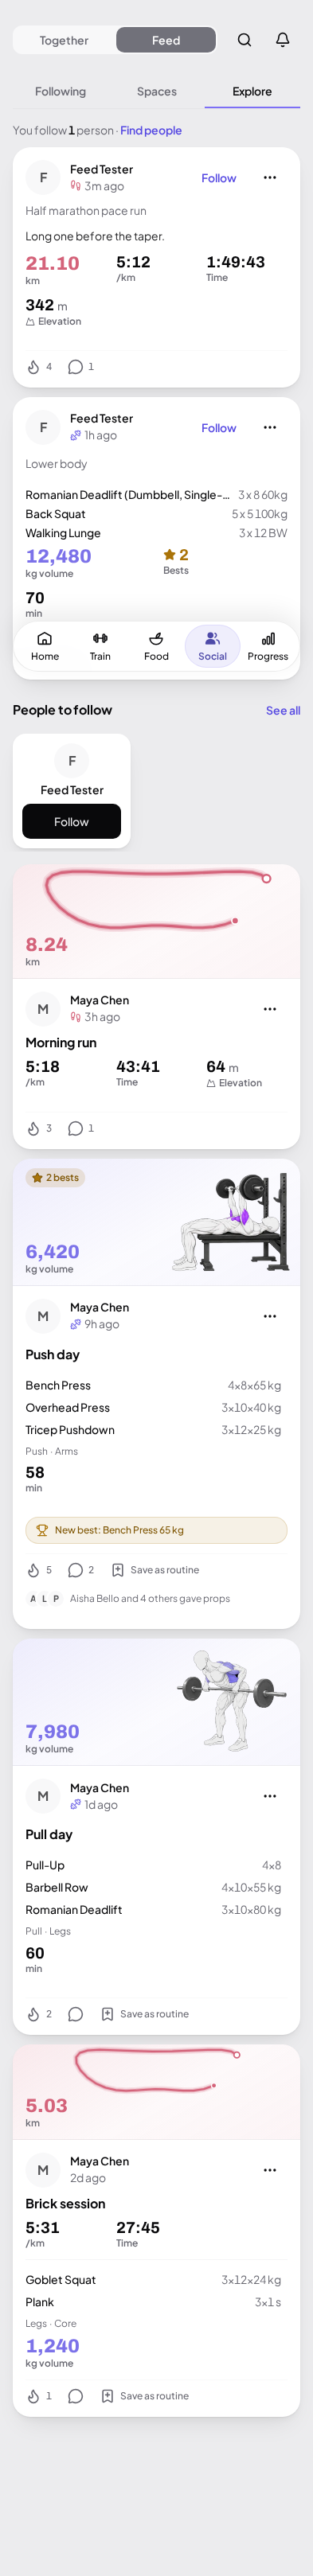 Together
Feed
Following
Spaces
Explore
You follow 1 person · Find people
F
Feed Tester
3m ago
Follow
Half marathon pace run
Long one before the taper.
21.10
km
5:12
/km
1:49:43
Time
342 m
Elevation
4
1
F
Feed Tester
1h ago
Follow
Lower body
Romanian Deadlift (Dumbbell, Single-... 3 x 8 60kg
Back Squat 5 x 5 100kg
Walking Lunge 3 x 12 BW
12,480
kg volume
2
Bests
70
min
Home
Train
Food
Social
Progress
People to follow
See all
F
Feed Tester
Follow
8.24
km
M
Maya Chen
3h ago
Morning run
5:18
/km
43:41
Time
64 m
Elevation
3
1
2 bests
6,420
kg volume
M
Maya Chen
9h ago
Push day
Bench Press 4×8×65 kg
Overhead Press 3×10×40 kg
Tricep Pushdown 3×12×25 kg
Push · Arms
58
min
New best: Bench Press 65 kg
5
2
Save as routine
A L P Aisha Bello and 4 others gave props
7,980
kg volume
M
Maya Chen
1d ago
Pull day
Pull-Up 4×8
Barbell Row 4×10×55 kg
Romanian Deadlift 3×10×80 kg
Pull · Legs
60
min
2
Save as routine
5.03
km
M
Maya Chen
2d ago
Brick session
5:31
/km
27:45
Time
Goblet Squat 3×12×24 kg
Plank 3×1 s
Legs · Core
1,240
kg volume
1
Save as routine